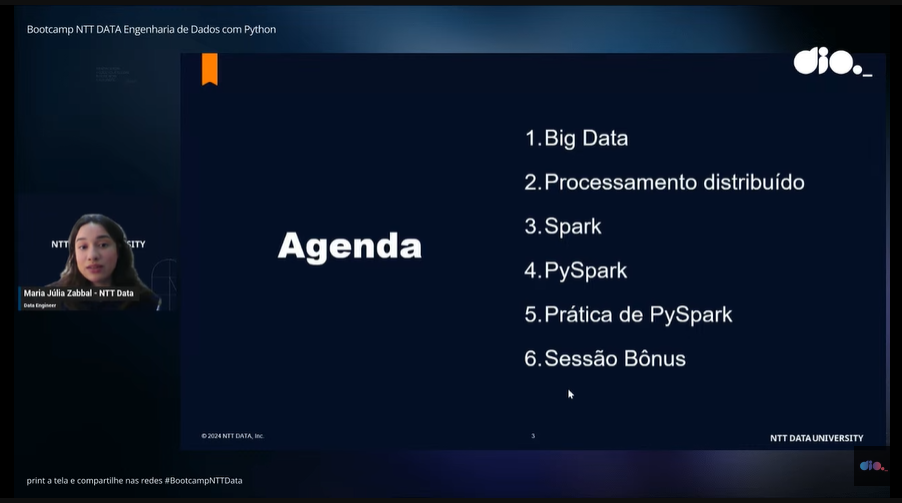 Bootcamp NTT DATA Engenharia de Dados com Python
dio._
Agenda
1.Big Data
2.Processamento distribuído
3.Spark
4.PySpark
5.Prática de PySpark
6.Sessão Bônus
NTT SITY
Maria Júlia Zabbal - NTT Data
Data Engineer
© 2024 NTT DATA, Inc.
3
NTT DATA UNIVERSITY
dio._
print a tela e compartilhe nas redes #BootcampNTTData